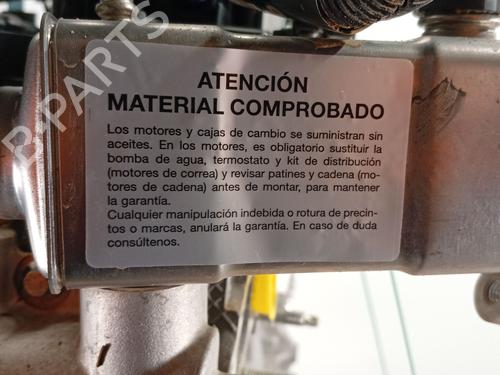 ATENCIÓN
MATERIAL COMPROBADO
Los motores y cajas de cambio se suministran sin
aceites. En los motores, es obligatorio sustituir la
bomba de agua, termostato y kit de distribución
(motores de correa) y revisar patines y cadena (mo-
tores de cadena) antes de montar, para mantener
la garantía.
Cualquier manipulación indebida o rotura de precin-
tos o marcas, anulará la garantía. En caso de duda
consúltenos.
B-PARTS